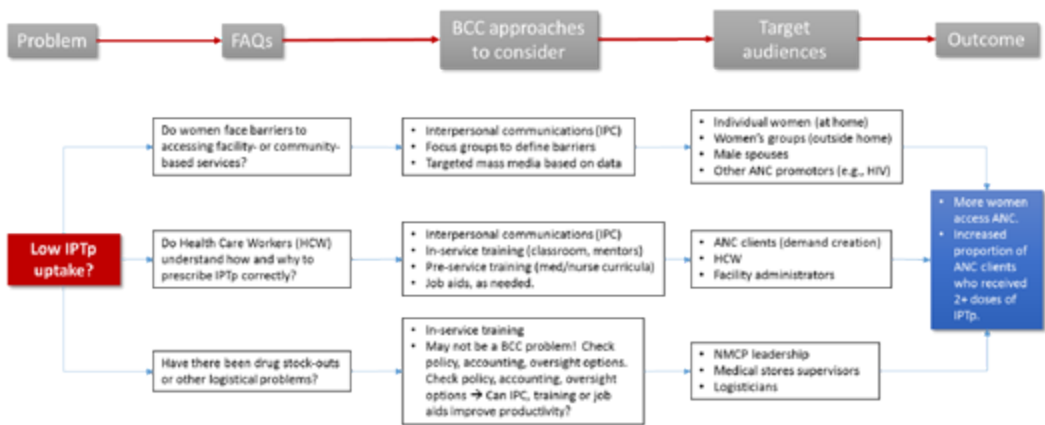 Problem
FAQs
BCC approaches
to consider
Target
audiences
Outcome
Do women face barriers to
accessing facility- or community-
based services?
• Interpersonal communications (IPC)
• Focus groups to define barriers
• Targeted mass media based on data
• Individual women (at home)
• Women's groups (outside home)
• Male spouses
• Other ANC promotors (e.g., HIV)
Low IPTp
uptake?
Do Health Care Workers (HCW)
understand how and why to
prescribe IPTp correctly?
• Interpersonal communications (IPC)
• In-service training (classroom, mentors)
• Pre-service training (med/nurse curricula)
• Job aids, as needed.
• ANC clients (demand creation)
• HCW
• Facility administrators
• More women
access ANC.
• Increased
proportion of
ANC clients
who received
2+ doses of
IPTp.
Have there been drug stock-outs
or other logistical problems?
• In-service training
• May not be a BCC problem! Check
policy, accounting, oversight options.
Check policy, accounting, oversight
options → Can IPC, training or job
aids improve productivity?
• NMCP leadership
• Medical stores supervisors
• Logisticians